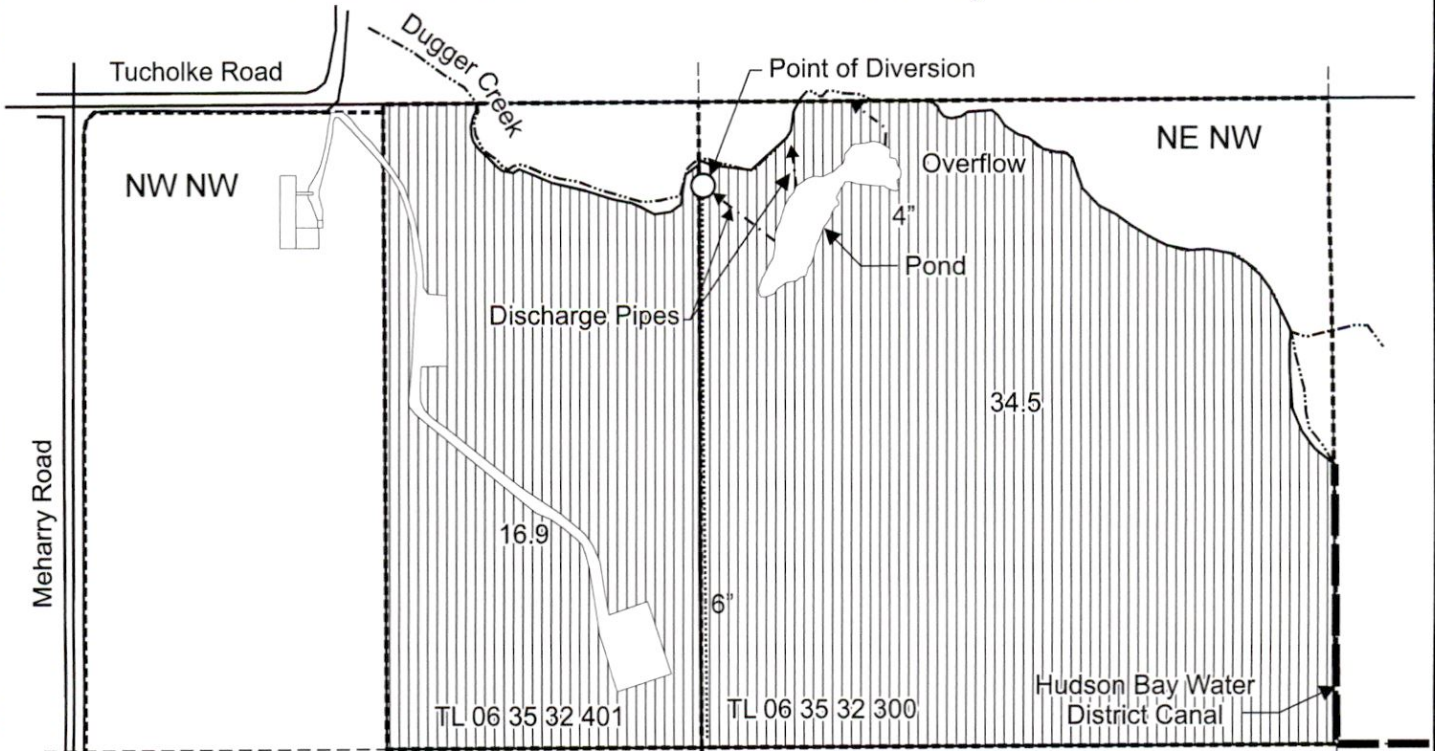 Dugger Creek
Tucholke Road
Point of Diversion
NW NW
NE NW
Overflow
4”
Pond
Discharge Pipes
34.5
Meharry Road
16.9
6”
Hudson Bay Water
District Canal
TL 06 35 32 401
TL 06 35 32 300